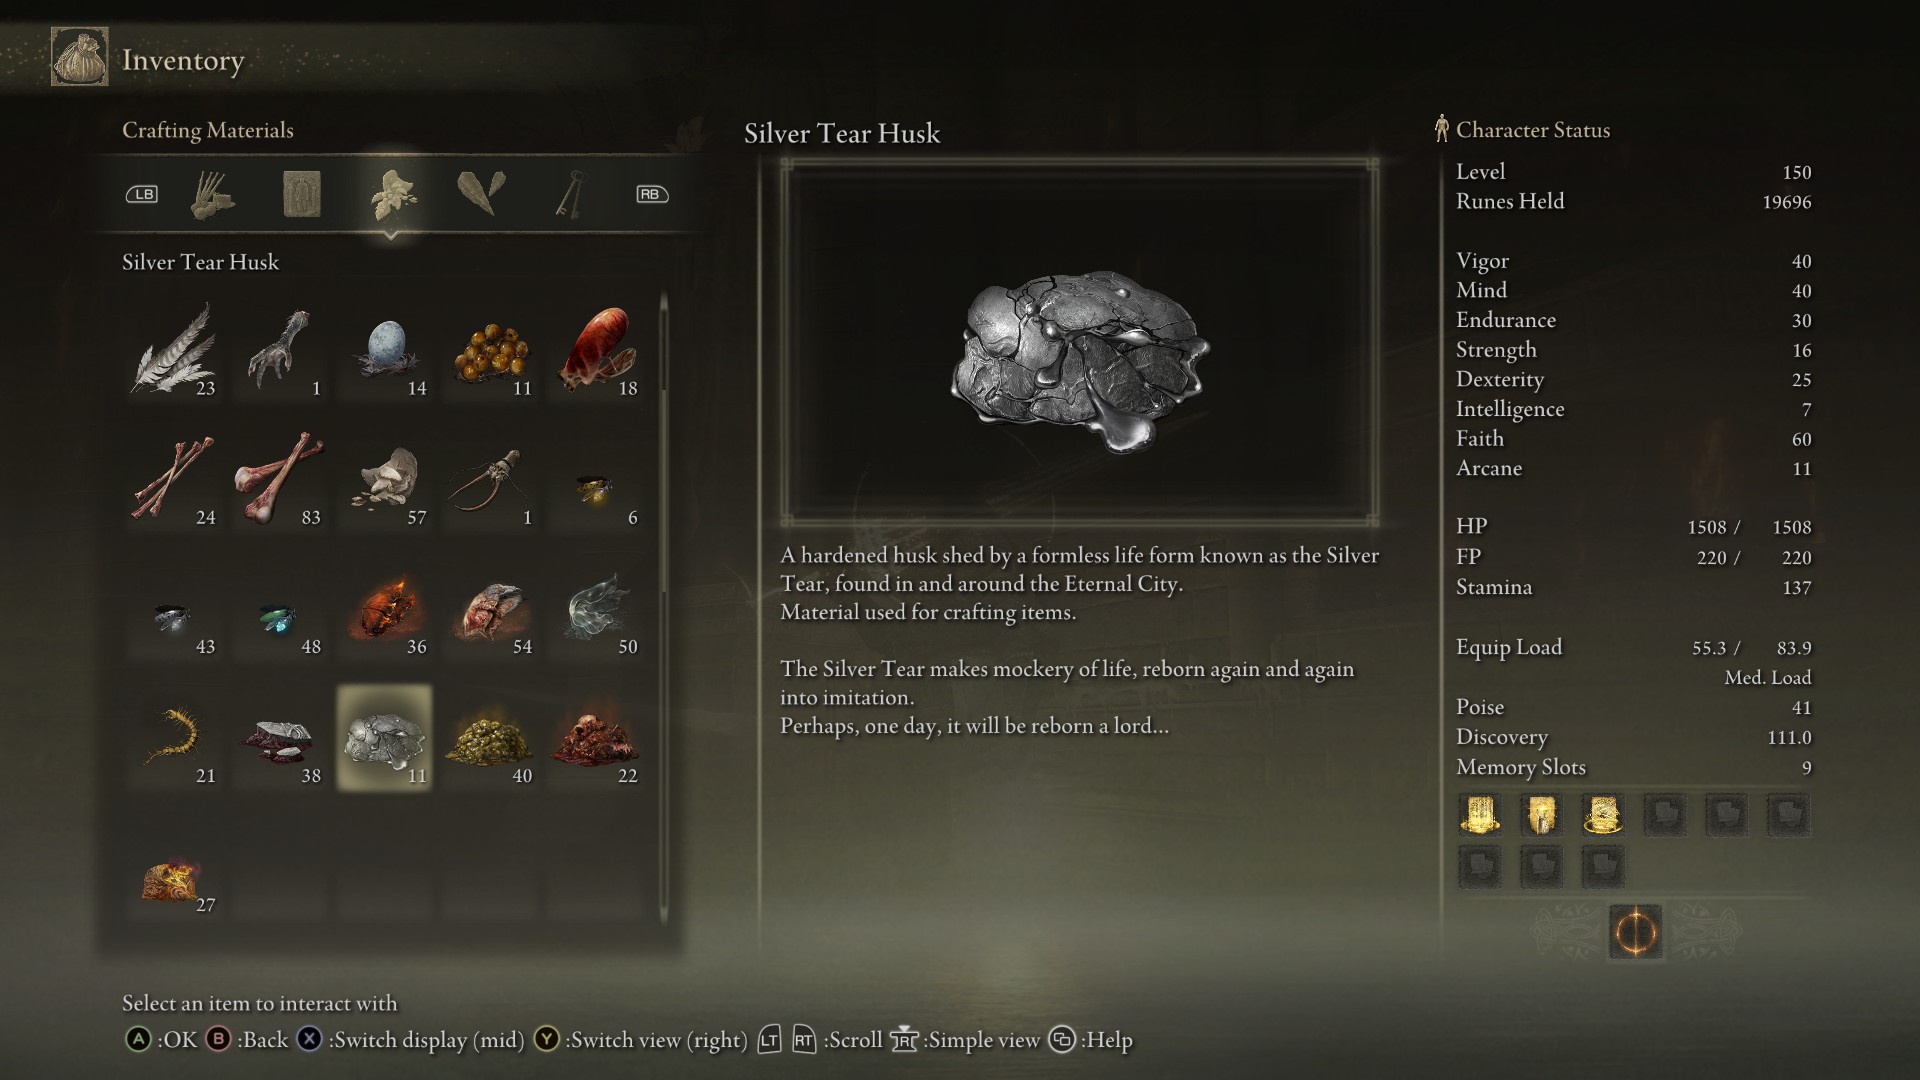 Inventory
Crafting Materials
LB
RB
Silver Tear Husk
23
1
14
11
18
24
83
57
1
6
43
48
36
54
50
21
38
11
40
22
27
Silver Tear Husk
A hardened husk shed by a formless life form known as the Silver
Tear, found in and around the Eternal City.
Material used for crafting items.
The Silver Tear makes mockery of life, reborn again and again
into imitation.
Perhaps, one day, it will be reborn a lord...
Character Status
Level 150
Runes Held 19696
Vigor 40
Mind 40
Endurance 30
Strength 16
Dexterity 25
Intelligence 7
Faith 60
Arcane 11
HP 1508 / 1508
FP 220 / 220
Stamina 137
Equip Load 55.3 / 83.9
Med. Load
Poise 41
Discovery 111.0
Memory Slots 9
Select an item to interact with
A :OK B :Back X :Switch display (mid) Y :Switch view (right) LT RT :Scroll R :Simple view :Help